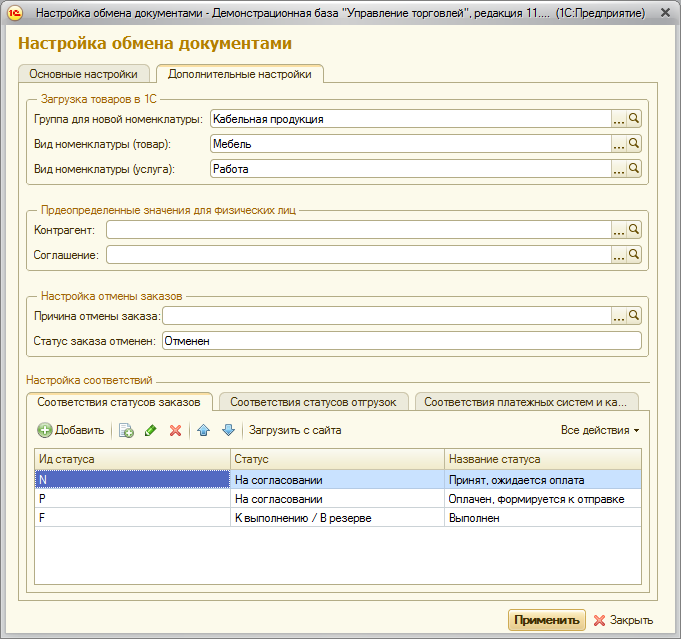 Настройка обмена документами - Демонстрационная база "Управление торговлей", редакция 11.... (1С:Предприятие)
Настройка обмена документами
Основные настройки Дополнительные настройки
Загрузка товаров в 1С
Группа для новой номенклатуры: Кабельная продукция ...
Вид номенклатуры (товар): Мебель ...
Вид номенклатуры (услуга): Работа ...
Прдеопределенные значения для физических лиц
Контрагент: ...
Соглашение: ...
Настройка отмены заказов
Причина отмены заказа: ...
Статус заказа отменен: Отменен
Настройка соответствий
Соответствия статусов заказов Соответствия статусов отгрузок Соответствия платежных систем и ка...
Добавить Загрузить с сайта Все действия
Ид статуса Статус Название статуса
N На согласовании Принят, ожидается оплата
P На согласовании Оплачен, формируется к отправке
F К выполнению / В резерве Выполнен
Применить Закрыть